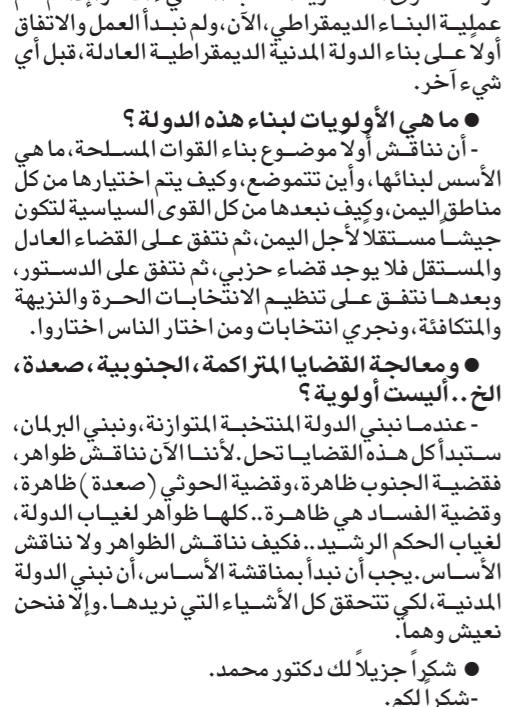 عملية البناء الديمقراطي،الآن،ولم نبدأ العمل والاتفاق
أولاً على بناء الدولة المدنية الديمقراطية العادلة،قبل أي
شيء آخر.
● ما هي الأولويات لبناء هذه الدولة؟
- أن نناقش أولا موضوع بناء القوات المسلحة،ما هي
الأسس لبنائها،وأين تتموضع،وكيف يتم اختيارها من كل
مناطق اليمن،وكيف نبعدها من كل القوى السياسية لتكون
جيشاً مستقلاً لأجل اليمن،ثم نتفق على القضاء العادل
والمستقل فلا يوجد قضاء حزبي،ثم نتفق على الدستور،
وبعدها نتفق على تنظيم الانتخابات الحرة والنزيهة
والمتكافئة،ونجري انتخابات ومن اختار الناس اختاروا.
● ومعالجة القضايا المتراكمة،الجنوبية،صعدة،
الخ..أليست أولوية؟
- عندما نبني الدولة المنتخبة المتوازنة،ونبني البرلمان،
ستبدأ كل هذه القضايا تحل.لأننا الآن نناقش ظواهر،
فقضية الجنوب ظاهرة،وقضية الحوثي (صعدة) ظاهرة،
وقضية الفساد هي ظاهرة..كلها ظواهر لغياب الدولة،
لغياب الحكم الرشيد..فكيف نناقش الظواهر ولا نناقش
الأساس.يجب أن نبدأ بمناقشة الأساس،أن نبني الدولة
المدنية،لكي تتحقق كل الأشياء التي نريدها.وإلا فنحن
نعيش وهماً.
● شكراً جزيلاً لك دكتور محمد.
-شكراً لكم.